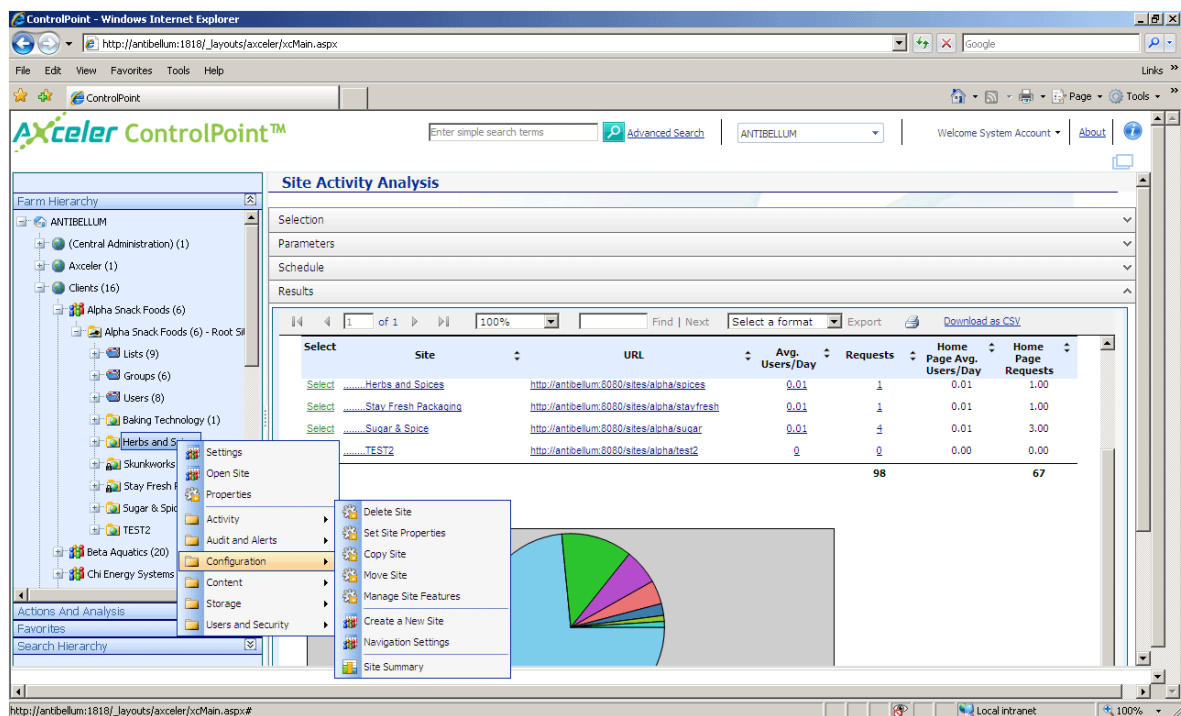 ControlPoint - Windows Internet Explorer
http://antibellum:1818/_layouts/axceler/xcMain.aspx
Google
File Edit View Favorites Tools Help
Links »
ControlPoint
Page Tools »
AXceler ControlPoint™
Enter simple search terms
Advanced Search
ANTIBELLUM
Welcome System Account
About
Site Activity Analysis
Farm Hierarchy
ANTIBELLUM
(Central Administration) (1)
Axceler (1)
Clients (16)
Alpha Snack Foods (6)
Alpha Snack Foods (6) - Root Si
Lists (9)
Groups (6)
Users (8)
Baking Technology (1)
Herbs and S
Skunkworks
Stay Fresh
Sugar & Spic
TEST2
Beta Aquatics (20)
Chi Energy Systems
Actions And Analysis
Favorites
Search Hierarchy
Selection
Parameters
Schedule
Results
1 of 1 100% Find | Next Select a format Export Download as CSV
Select Site URL Avg. Users/Day Requests Home Page Avg. Users/Day Home Page Requests
Select ........Herbs and Spices http://antibellum:8080/sites/alpha/spices 0.01 1 0.01 1.00
Select ........Stay Fresh Packaging http://antibellum:8080/sites/alpha/stayfresh 0.01 1 0.01 1.00
Select ........Sugar & Spice http://antibellum:8080/sites/alpha/sugar 0.01 4 0.01 3.00
........TEST2 http://antibellum:8080/sites/alpha/test2 0 0 0.00 0.00
98 67
Settings
Open Site
Properties
Activity
Audit and Alerts
Configuration
Content
Storage
Users and Security
Delete Site
Set Site Properties
Copy Site
Move Site
Manage Site Features
Create a New Site
Navigation Settings
Site Summary
http://antibellum:1818/_layouts/axceler/xcMain.aspx#
Local intranet
100%